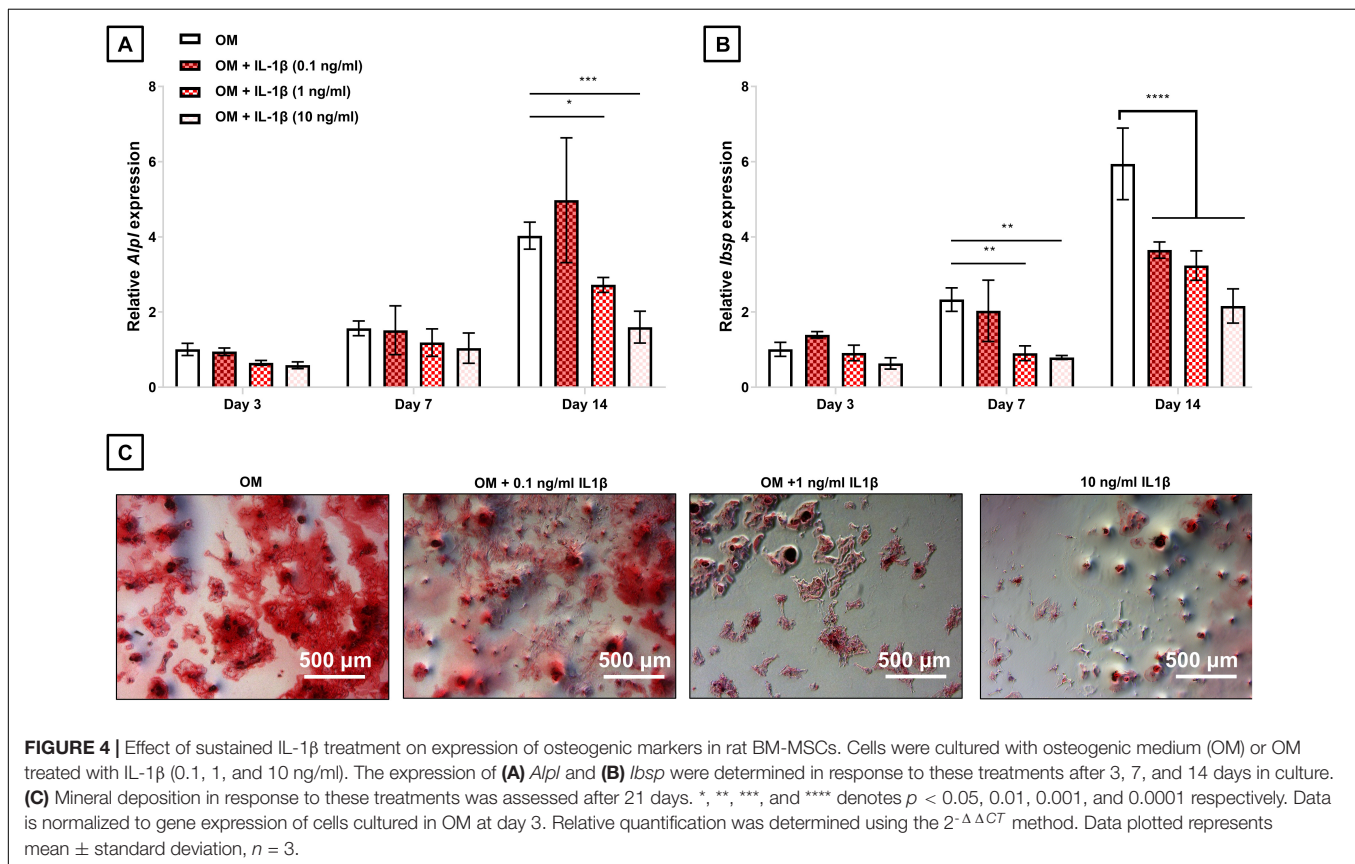 A
OM
OM + IL-1β (0.1 ng/ml)
OM + IL-1β (1 ng/ml)
OM + IL-1β (10 ng/ml)
Relative Alpl expression
8
6
4
2
0
***
*
Day 3
Day 7
Day 14
B
Relative Ibsp expression
8
6
4
2
0
**
**
****
Day 3
Day 7
Day 14
C
OM
OM + 0.1 ng/ml IL1β
OM +1 ng/ml IL1β
10 ng/ml IL1β
500 µm
500 µm
500 µm
500 µm
FIGURE 4 | Effect of sustained IL-1β treatment on expression of osteogenic markers in rat BM-MSCs. Cells were cultured with osteogenic medium (OM) or OM
treated with IL-1β (0.1, 1, and 10 ng/ml). The expression of (A) Alpl and (B) Ibsp were determined in response to these treatments after 3, 7, and 14 days in culture.
(C) Mineral deposition in response to these treatments was assessed after 21 days. *, **, ***, and **** denotes p < 0.05, 0.01, 0.001, and 0.0001 respectively. Data
is normalized to gene expression of cells cultured in OM at day 3. Relative quantification was determined using the 2-ΔΔCT method. Data plotted represents
mean ± standard deviation, n = 3.